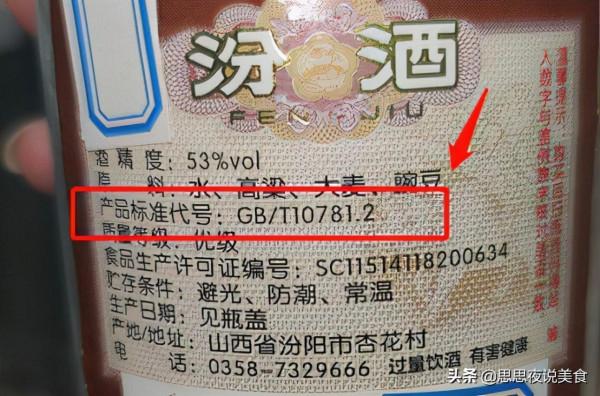 汾酒
FEN JIU
酒精度：53%vol
原料：水、高粱、大麦、豌豆
产品标准代号：GB/T10781.2
质量等级：优级
食品生产许可证编号：SC11514118200634
贮存条件：避光、防潮、常温
生产日期：见瓶盖
产地/地址：山西省汾阳市杏花村
电话：0358-7329666 过量饮酒 有害健康
温馨提示：
头条 @思思夜说美食